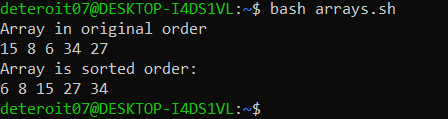 deteroit07@DESKTOP-I4DS1VL:~$ bash arrays.sh
Array in original order
15 8 6 34 27
Array is sorted order:
6 8 15 27 34
deteroit07@DESKTOP-I4DS1VL:~$